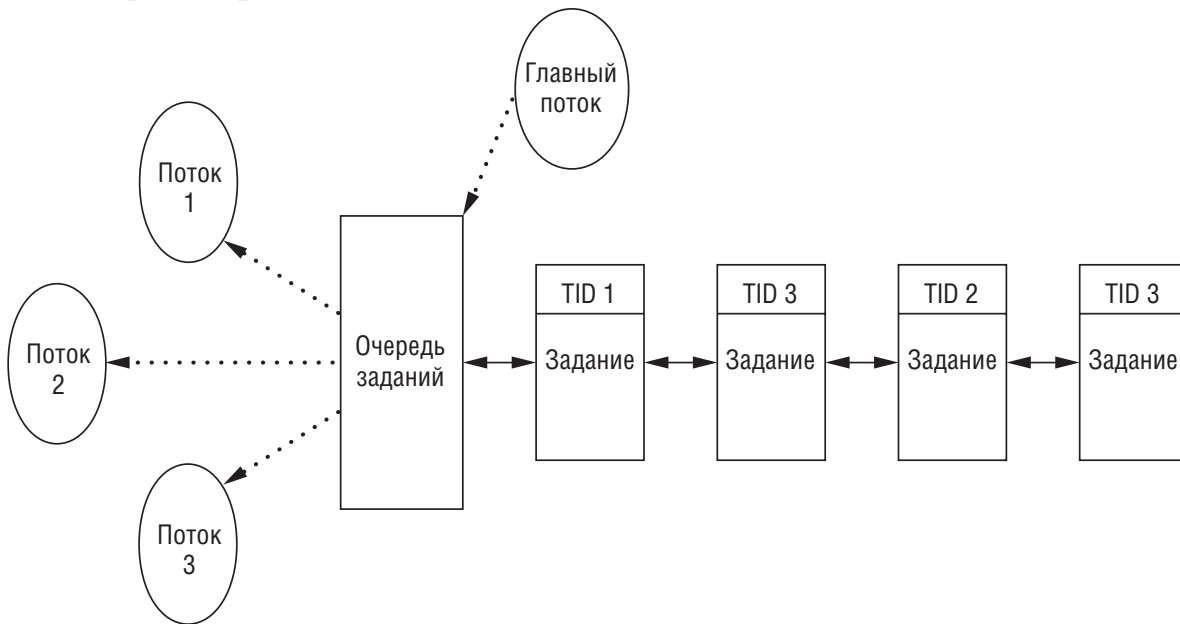 Главный
поток
Поток
1
Поток
2
Поток
3
Очередь
заданий
TID 1
Задание
TID 3
Задание
TID 2
Задание
TID 3
Задание